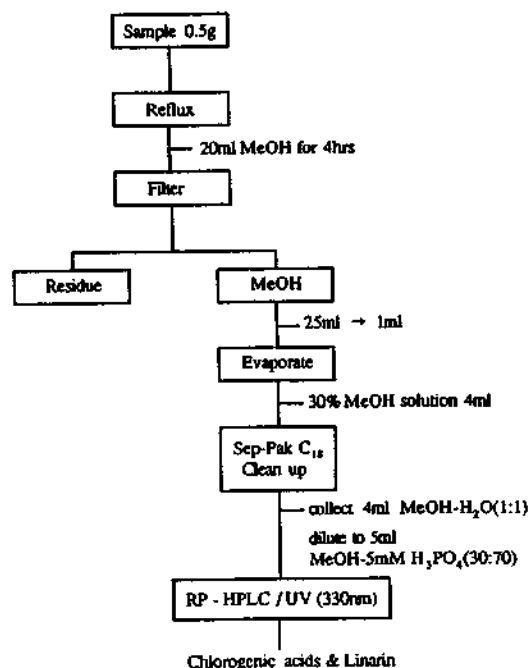 Sample 0.5g
Reflux
20ml MeOH for 4hrs
Filter
Residue
MeOH
25ml → 1ml
Evaporate
30% MeOH solution 4ml
Sep-Pak C₁₈
Clean up
collect 4ml MeOH-H₂O(1:1)
dilute to 5ml
MeOH-5mM H₃PO₄(30:70)
RP - HPLC / UV (330nm)
Chlorogenic acids & Linarin